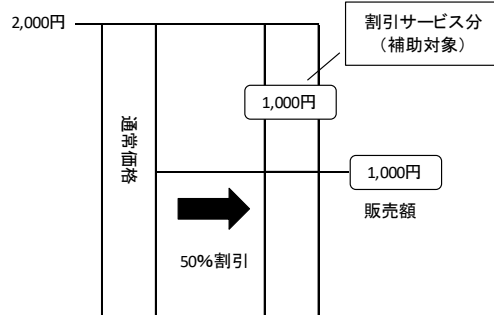 2,000円
割引サービス分
（補助対象）
1,000円
通常価格
1,000円
販売額
50%割引